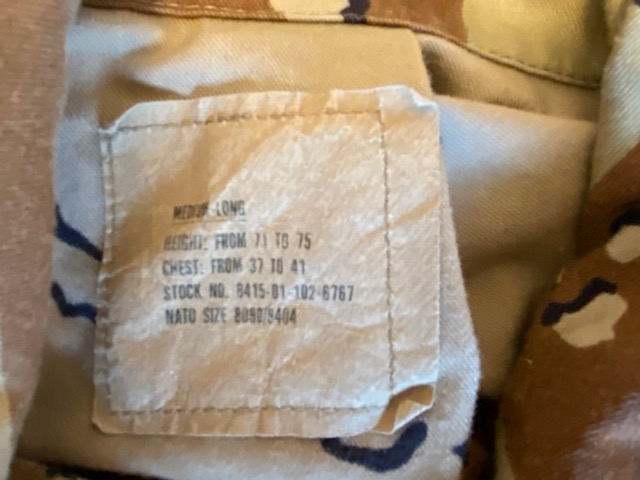 MEDIUM-LONG
HEIGHT: FROM 71 TO 75
CHEST: FROM 37 TO 41
STOCK NO. 8415-01-102-6767
NATO SIZE 8090/9404